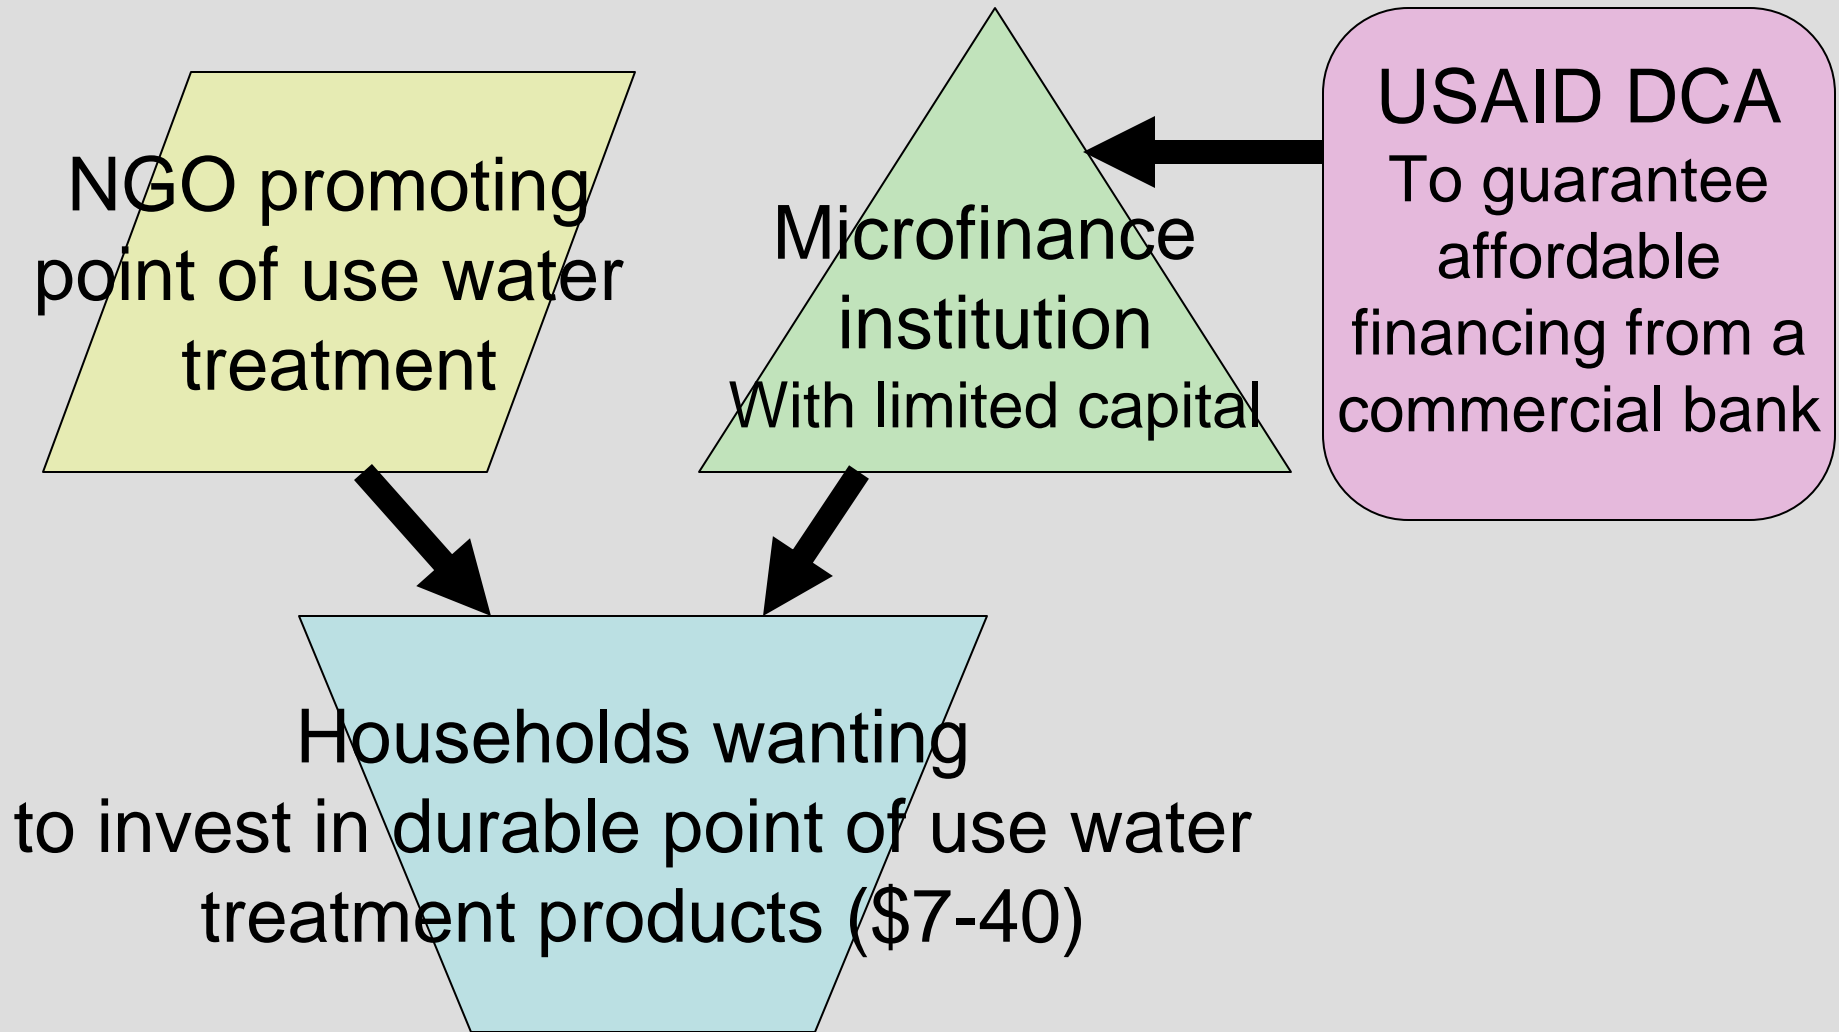 NGO promoting
point of use water
treatment
Microfinance
institution
With limited capital
USAID DCA
To guarantee
affordable
financing from a
commercial bank
Households wanting
to invest in durable point of use water
treatment products ($7-40)